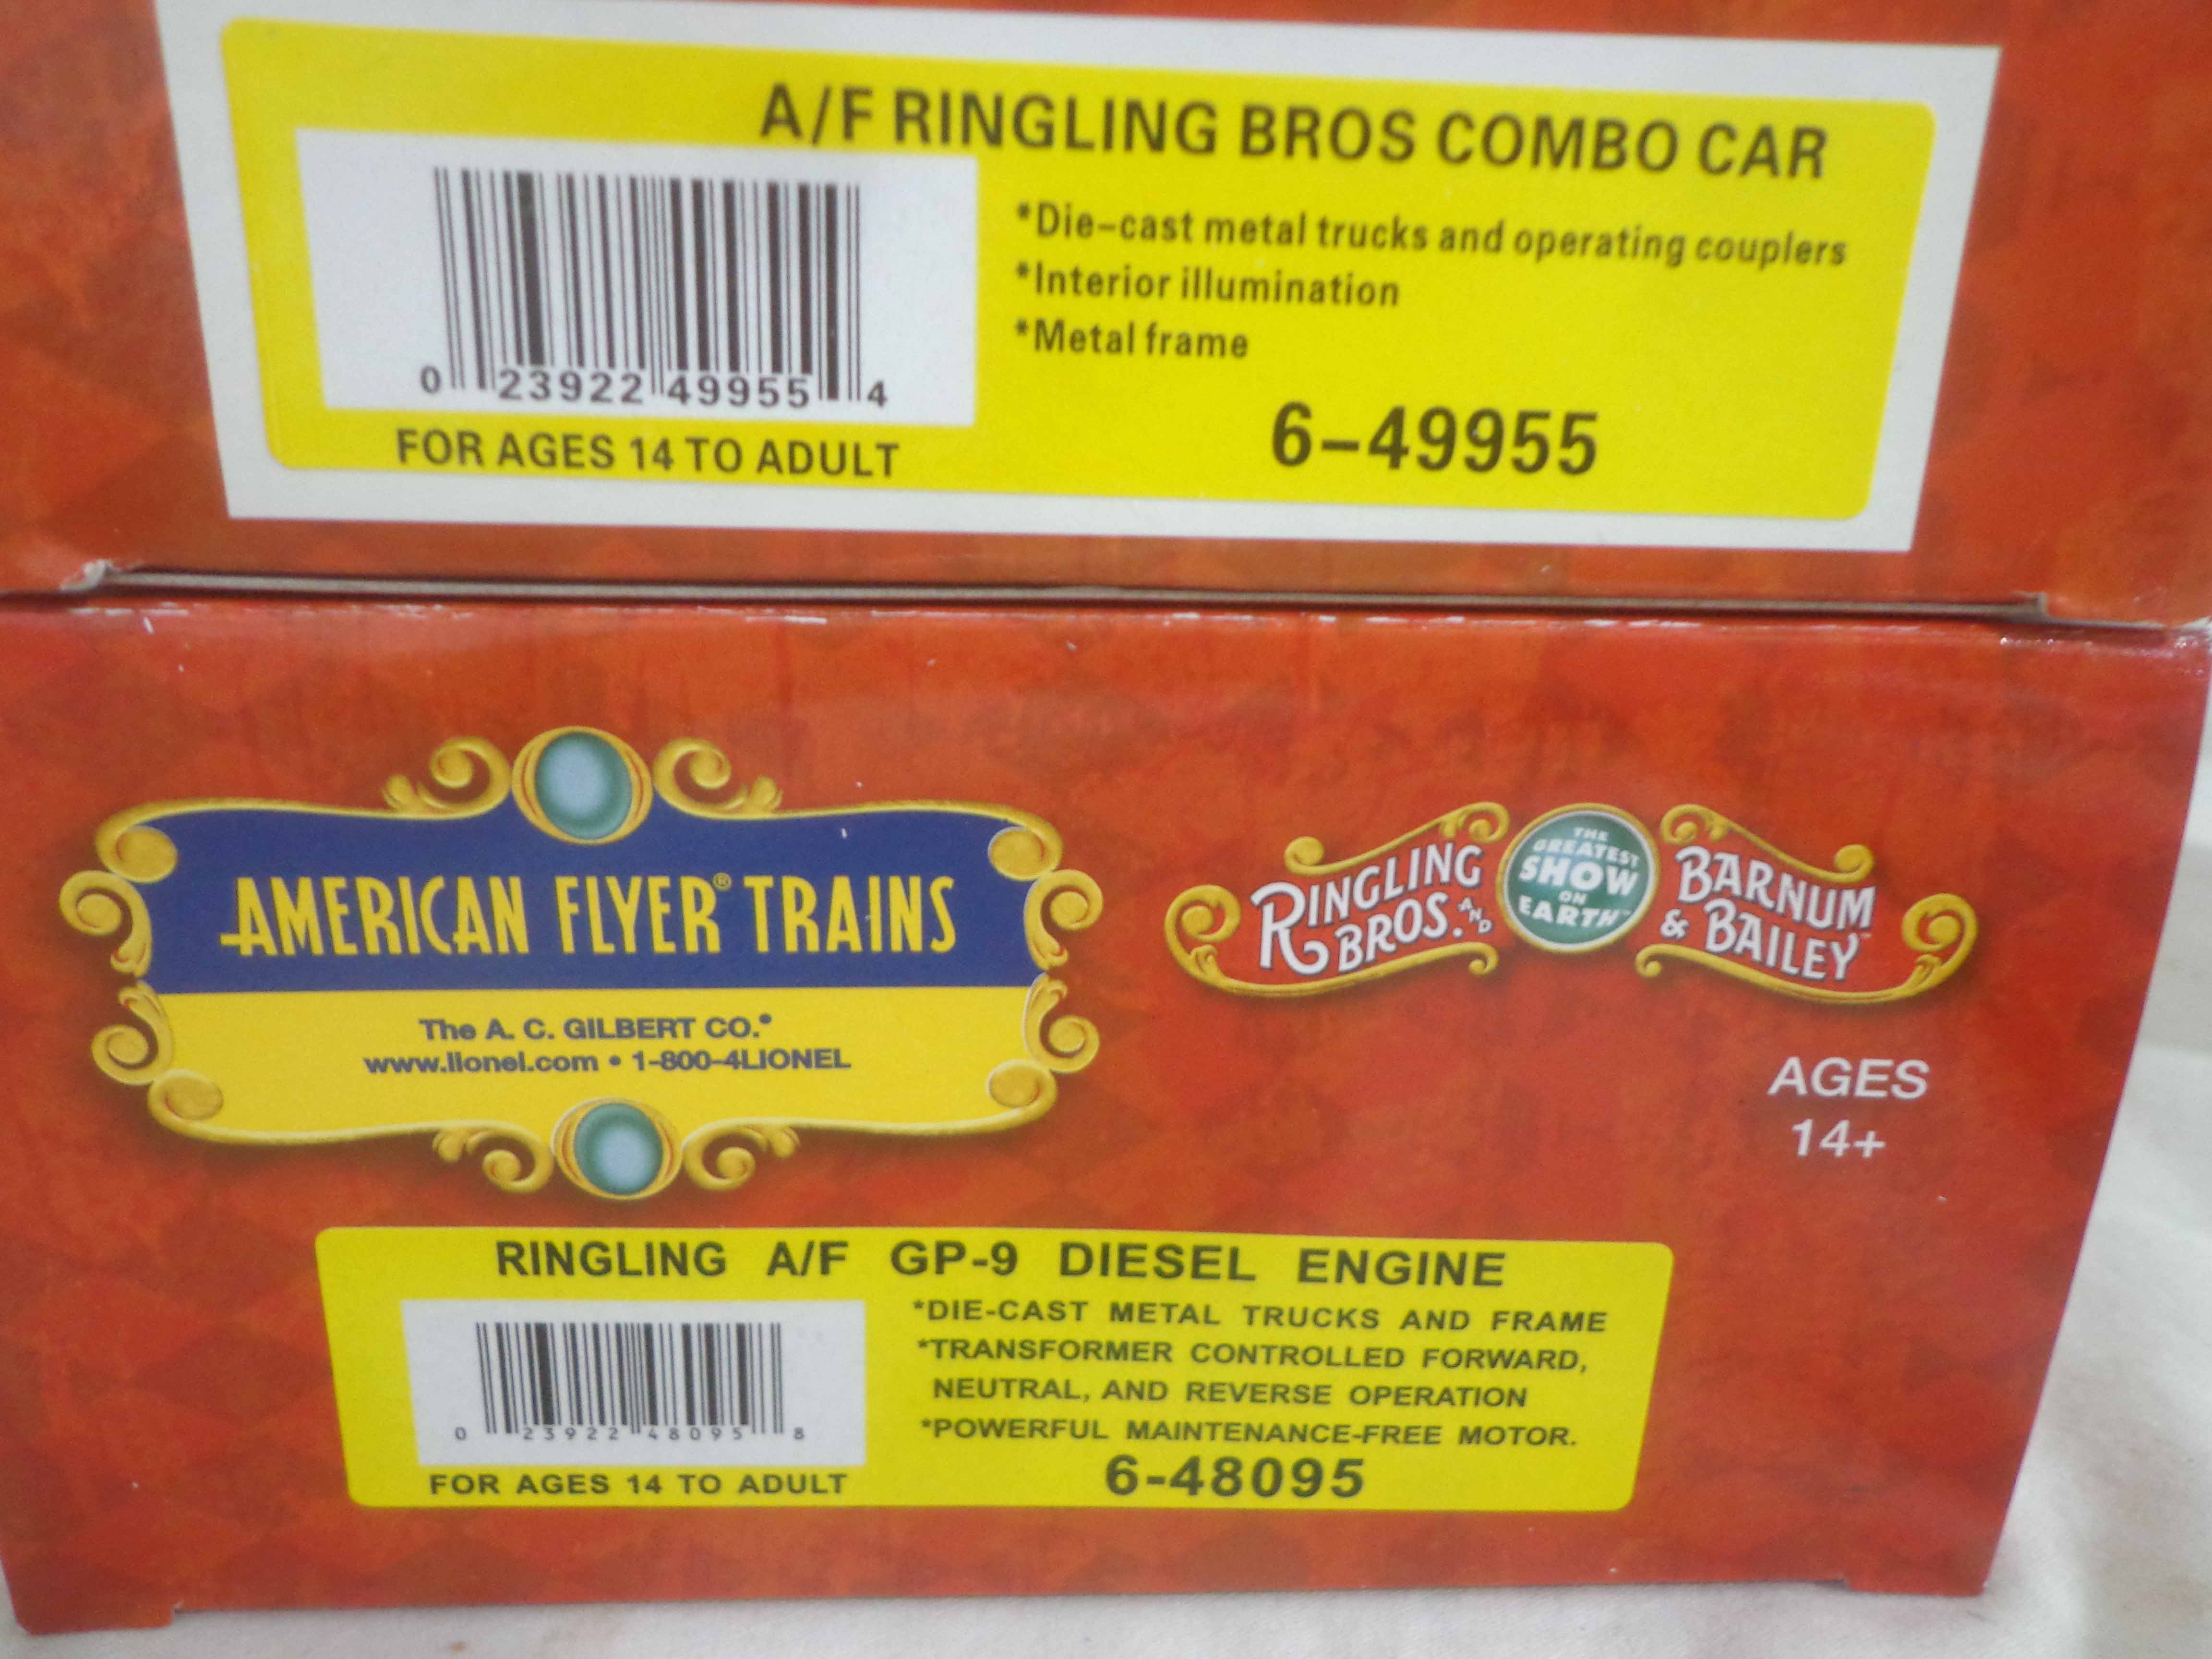 A/F RINGLING BROS COMBO CAR
*Die-cast metal trucks and operating couplers
*Interior illumination
*Metal frame
0 23922 49955 4
FOR AGES 14 TO ADULT
6-49955
AMERICAN FLYER® TRAINS
The A. C. GILBERT CO.®
www.lionel.com • 1-800-4LIONEL
RINGLING BROS. AND
THE GREATEST SHOW ON EARTH™
BARNUM & BAILEY™
AGES
14+
RINGLING A/F GP-9 DIESEL ENGINE
*DIE-CAST METAL TRUCKS AND FRAME
*TRANSFORMER CONTROLLED FORWARD,
NEUTRAL, AND REVERSE OPERATION
*POWERFUL MAINTENANCE-FREE MOTOR.
0 23922 48095 8
FOR AGES 14 TO ADULT
6-48095